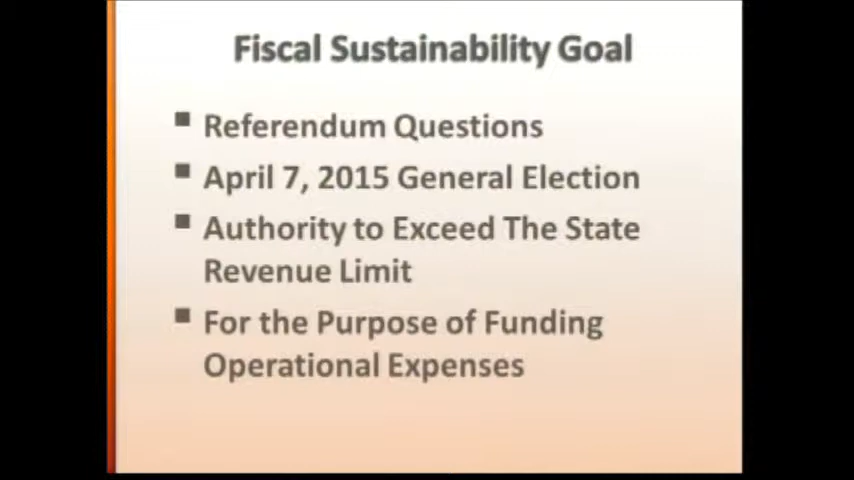 Fiscal Sustainability Goal
Referendum Questions
April 7, 2015 General Election
Authority to Exceed The State
Revenue Limit
For the Purpose of Funding
Operational Expenses